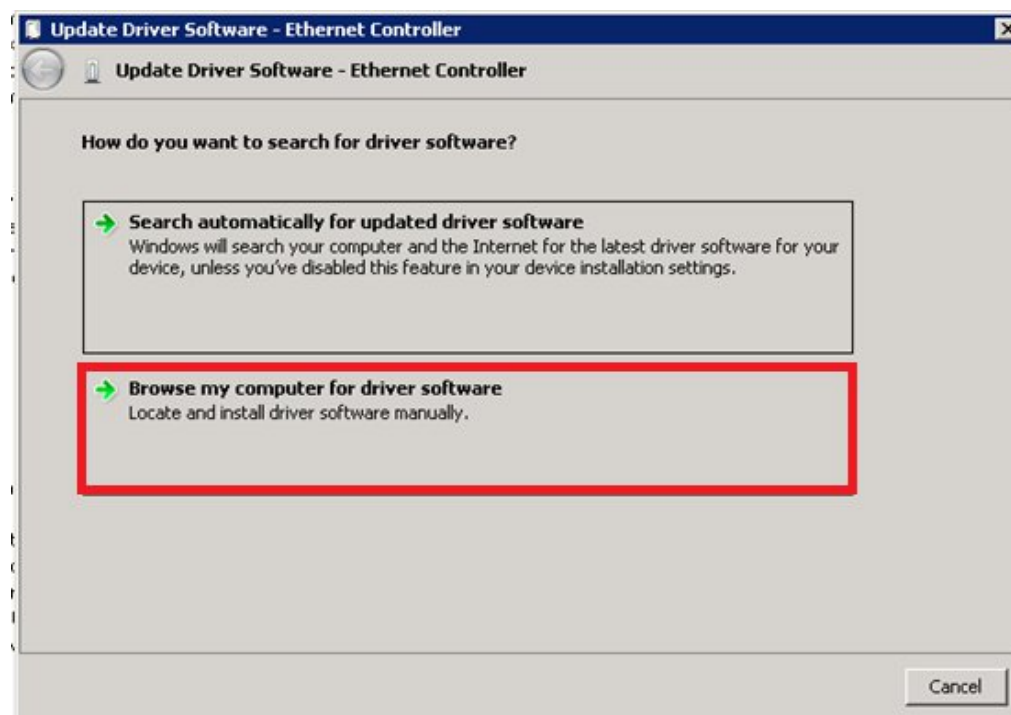 Update Driver Software - Ethernet Controller
Update Driver Software - Ethernet Controller
How do you want to search for driver software?
Search automatically for updated driver software
Windows will search your computer and the Internet for the latest driver software for your
device, unless you've disabled this feature in your device installation settings.
Browse my computer for driver software
Locate and install driver software manually.
Cancel